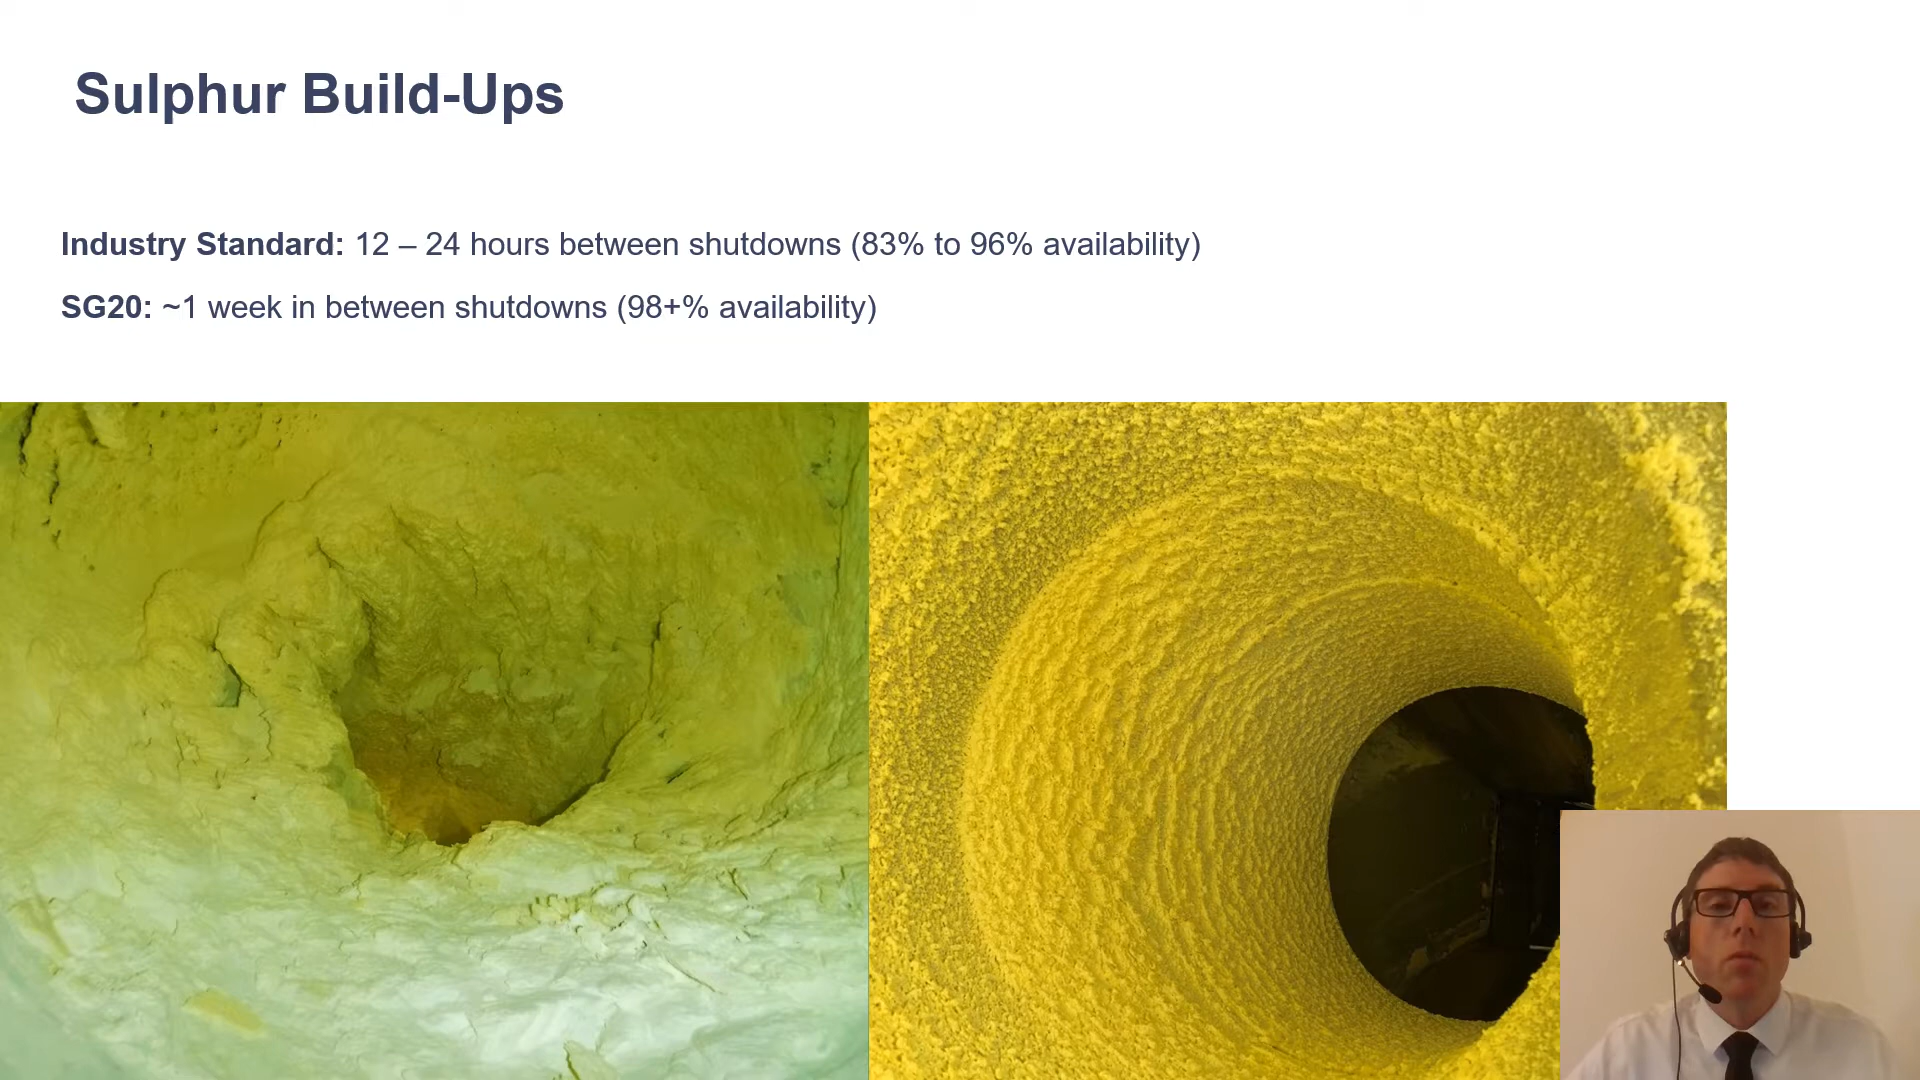 Sulphur Build-Ups
Industry Standard: 12 – 24 hours between shutdowns (83% to 96% availability)
SG20: ~1 week in between shutdowns (98+% availability)